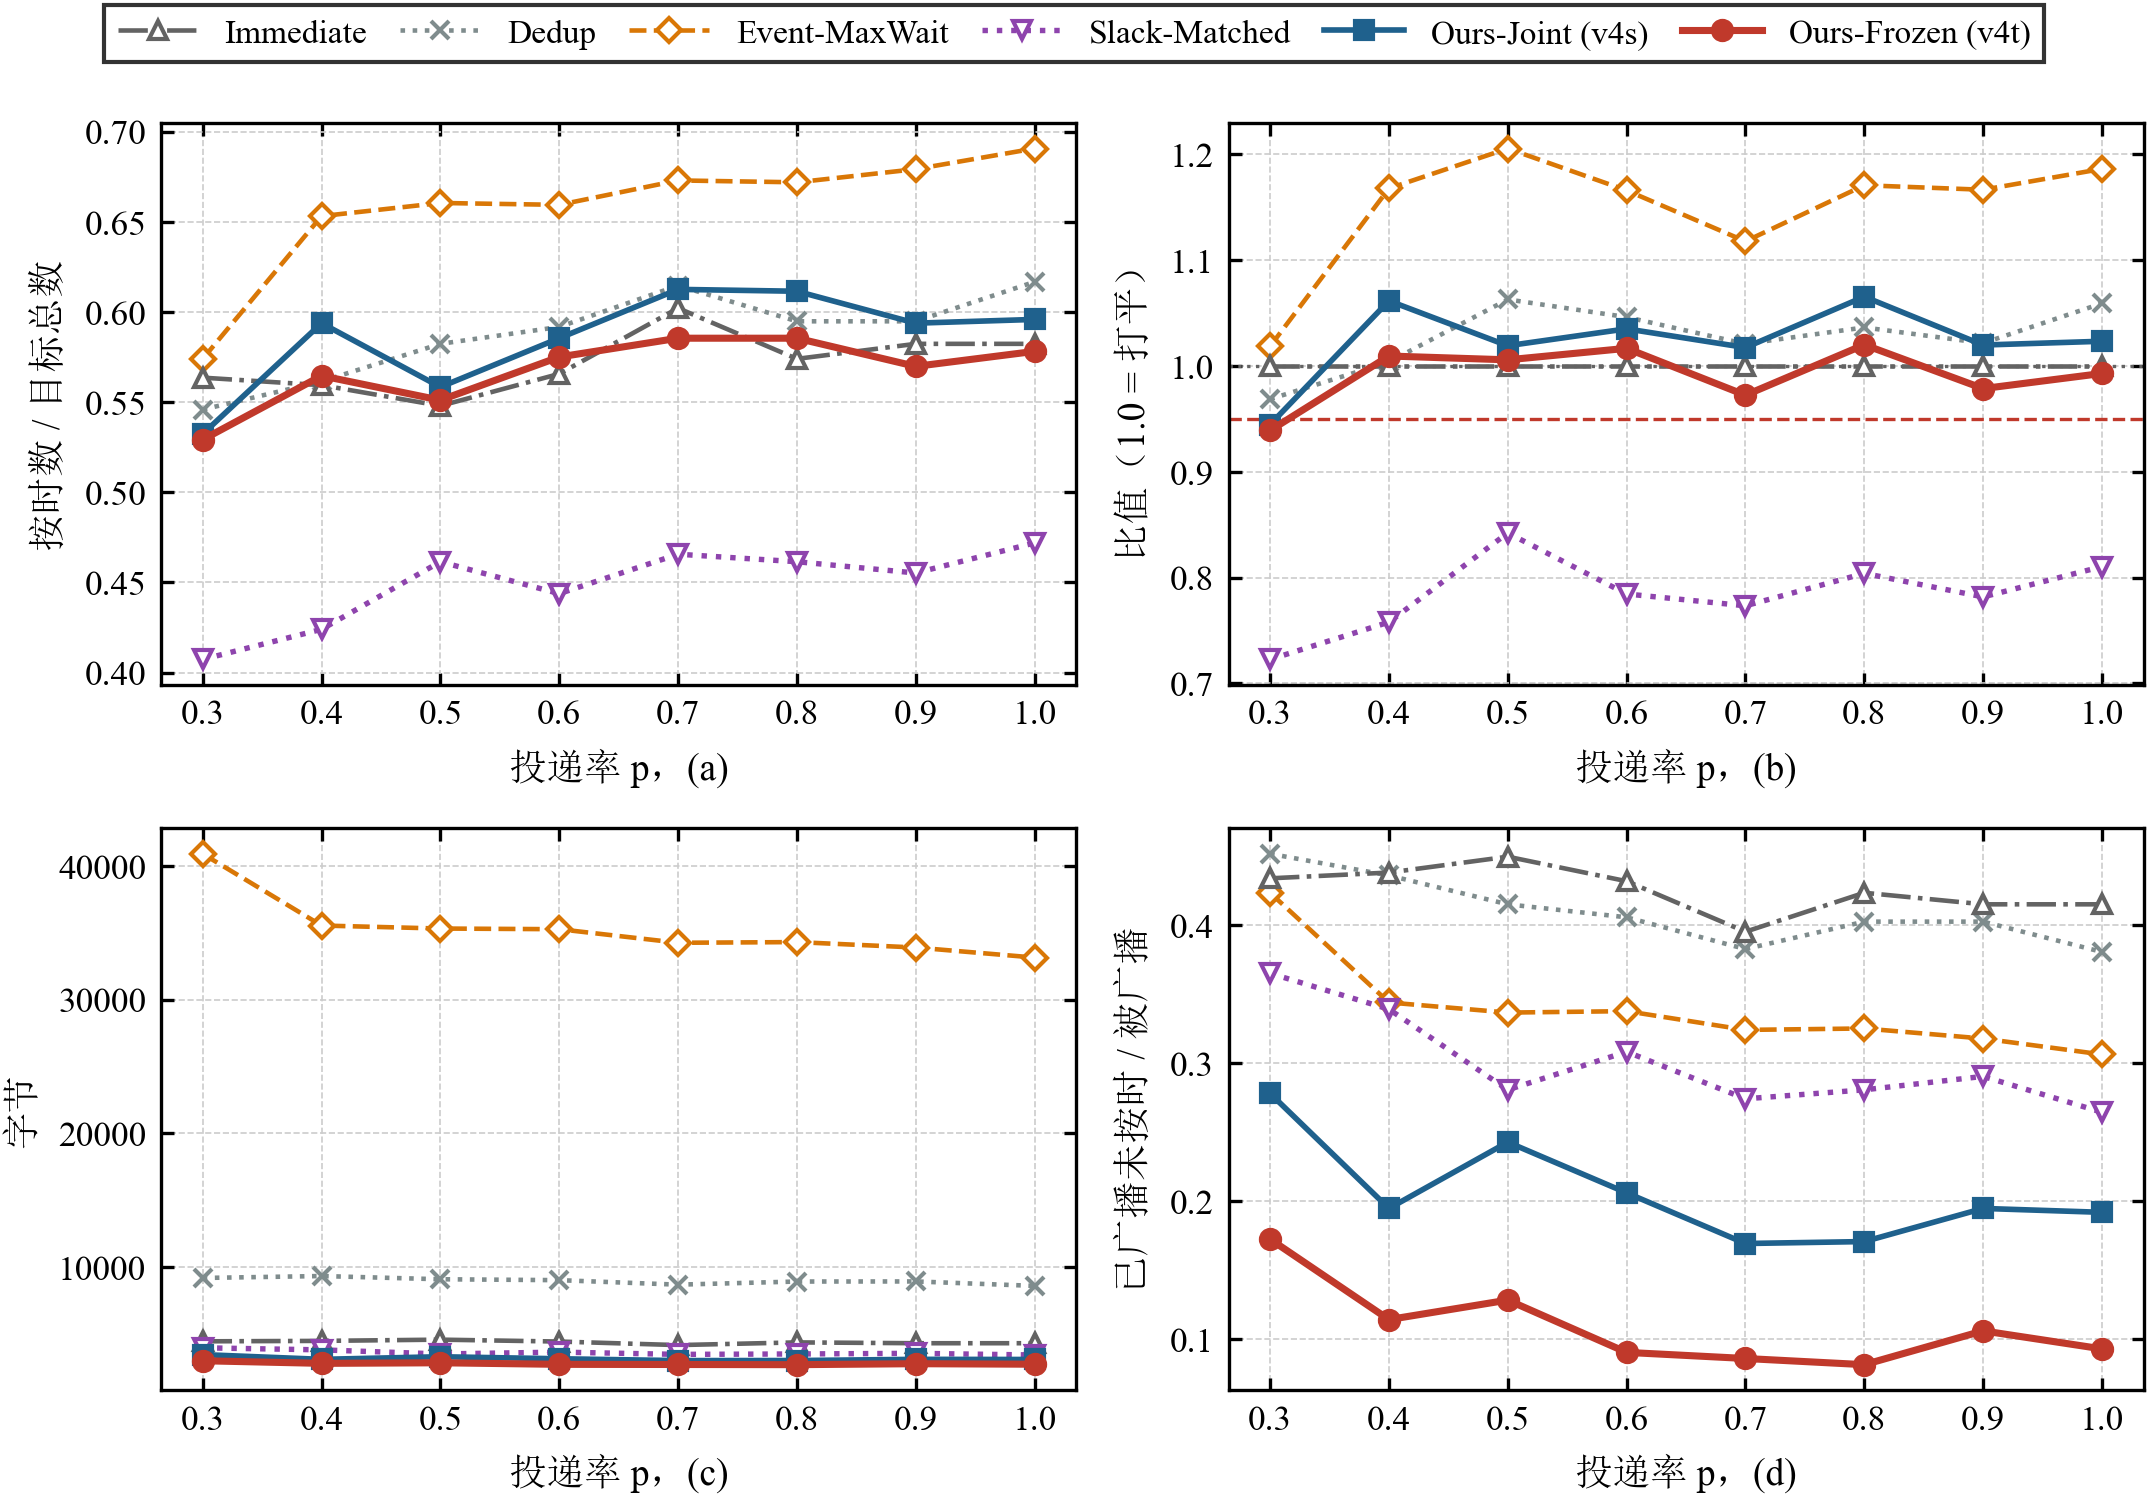 Immediate Dedup Event-MaxWait Slack-Matched Ours-Joint (v4s) Ours-Frozen (v4t)
按时数 / 目标总数
0.70
0.65
0.60
0.55
0.50
0.45
0.40
0.3 0.4 0.5 0.6 0.7 0.8 0.9 1.0
投递率 p，(a)
比值（1.0 = 打平）
1.2
1.1
1.0
0.9
0.8
0.7
0.3 0.4 0.5 0.6 0.7 0.8 0.9 1.0
投递率 p，(b)
字节
40000
30000
20000
10000
0.3 0.4 0.5 0.6 0.7 0.8 0.9 1.0
投递率 p，(c)
已广播未按时 / 被广播
0.4
0.3
0.2
0.1
0.3 0.4 0.5 0.6 0.7 0.8 0.9 1.0
投递率 p，(d)